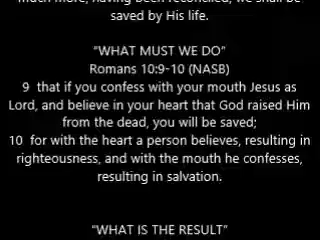 much more, having been reconciled, we shall be
saved by His life.
“WHAT MUST WE DO”
Romans 10:9-10 (NASB)
9  that if you confess with your mouth Jesus as
Lord, and believe in your heart that God raised Him
from the dead, you will be saved;
10  for with the heart a person believes, resulting in
righteousness, and with the mouth he confesses,
resulting in salvation.
“WHAT IS THE RESULT”